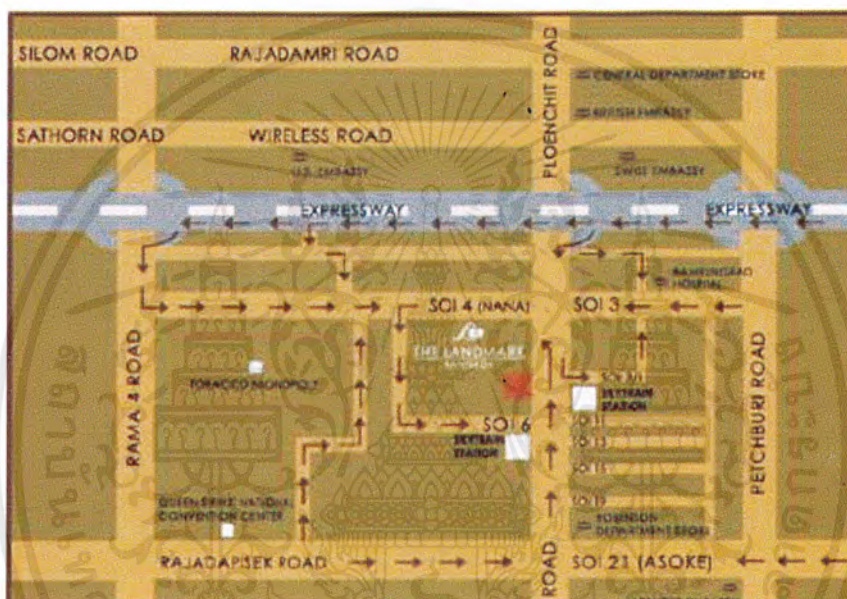 SILOM ROAD
RAJADAMRI ROAD
PLOENCHIT ROAD
CENTRAL DEPARTMENT STORE
BRITISH EMBASSY
SATHORN ROAD
WIRELESS ROAD
U.S. EMBASSY
SWISS EMBASSY
EXPRESSWAY
EXPRESSWAY
HOSPITAL
SOI 4 (NANA)
SOI 3
THE LANDMARK
BANGKOK
RAMA 4 ROAD
TOBACCO MONOPOLY
SKYTRAIN
STATION
PETCHBURI ROAD
SOI 6
SKYTRAIN
STATION
SOI 11
SOI 13
SOI 15
SOI 19
QUEEN SIRIKIT NATIONAL
CONVENTION CENTER
ROBINSON
DEPARTMENT STORE
RAJADAPISEK ROAD
ROAD
SOI 21 (ASOKE)